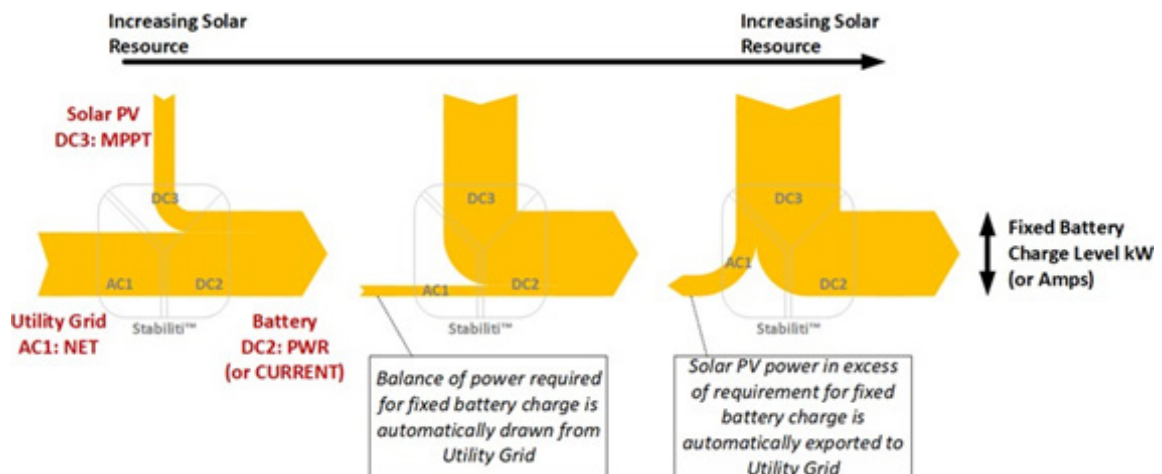 Increasing Solar
Resource
Increasing Solar
Resource
Solar PV
DC3: MPPT
DC3
AC1
DC2
Utility Grid
AC1: NET
Stabiliti™
Battery
DC2: PWR
(or CURRENT)
DC3
AC1
DC2
Stabiliti™
Balance of power required
for fixed battery charge is
automatically drawn from
Utility Grid
DC3
AC1
DC2
Stabiliti™
Solar PV power in excess
of requirement for fixed
battery charge is
automatically exported to
Utility Grid
Fixed Battery
Charge Level kW
(or Amps)